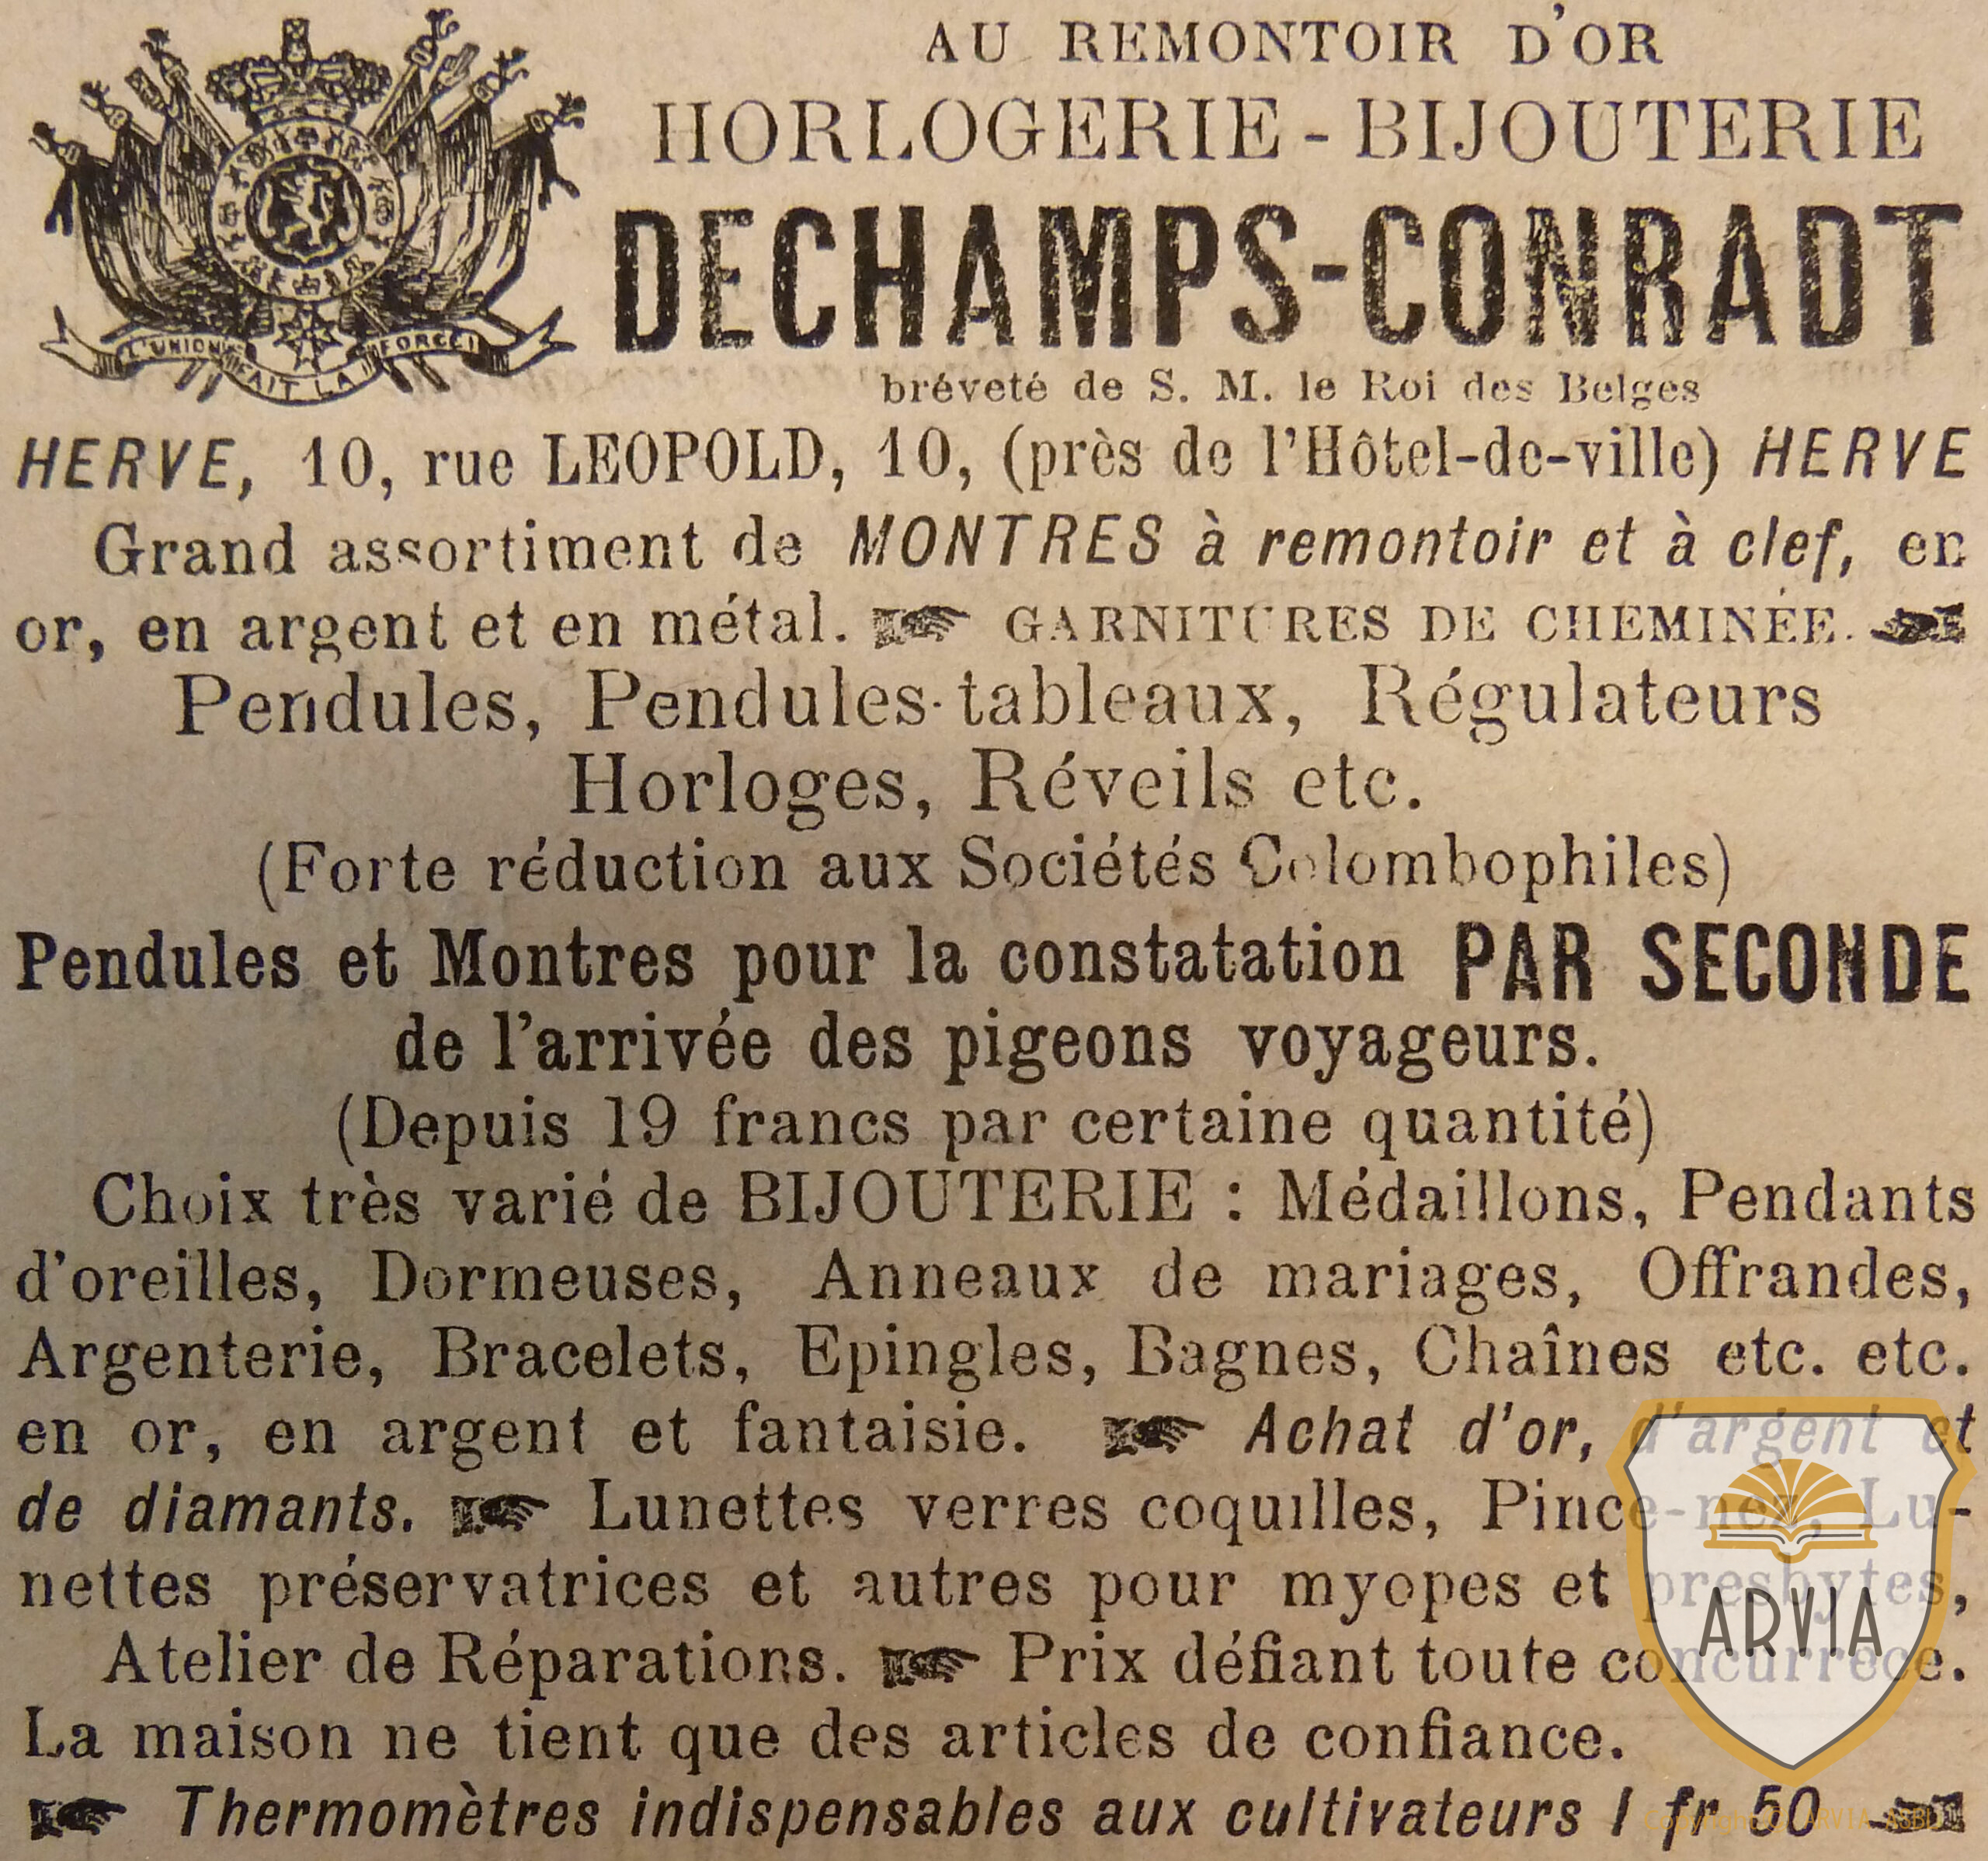 AU REMONTOIR D'OR
HORLOGERIE - BIJOUTERIE
DECHAMPS-CONRADT
L'UNION FAIT LA FORCE
bréveté de S. M. le Roi des Belges
HERVE, 10, rue LEOPOLD, 10, (près de l'Hôtel-de-ville) HERVE
Grand assortiment de MONTRES à remontoir et à clef, en
or, en argent et en métal. ☛ GARNITURES DE CHEMINÉE. ☚
Pendules, Pendules-tableaux, Régulateurs
Horloges, Réveils etc.
(Forte réduction aux Sociétés Colombophiles)
Pendules et Montres pour la constatation PAR SECONDE
de l'arrivée des pigeons voyageurs.
(Depuis 19 francs par certaine quantité)
Choix très varié de BIJOUTERIE : Médaillons, Pendants
d'oreilles, Dormeuses, Anneaux de mariages, Offrandes,
Argenterie, Bracelets, Epingles, Bagnes, Chaînes etc. etc.
en or, en argent et fantaisie. ☛ Achat d'or, d'argent et
de diamants. ☛ Lunettes verres coquilles, Pince-nez, Lu-
nettes préservatrices et autres pour myopes et presbytes,
Atelier de Réparations. ☛ Prix défiant toute concurrece.
La maison ne tient que des articles de confiance.
☛ Thermomètres indispensables aux cultivateurs 1 fr 50 ☚
ARVIA